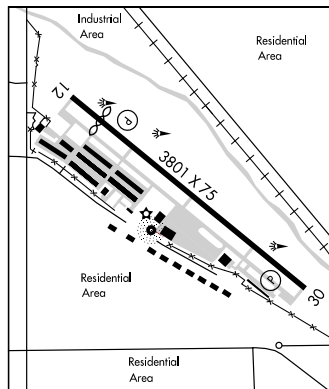 Industrial
Area
Residential
Area
12
P
3801 X 75
P
30
Residential
Area
Residential
Area